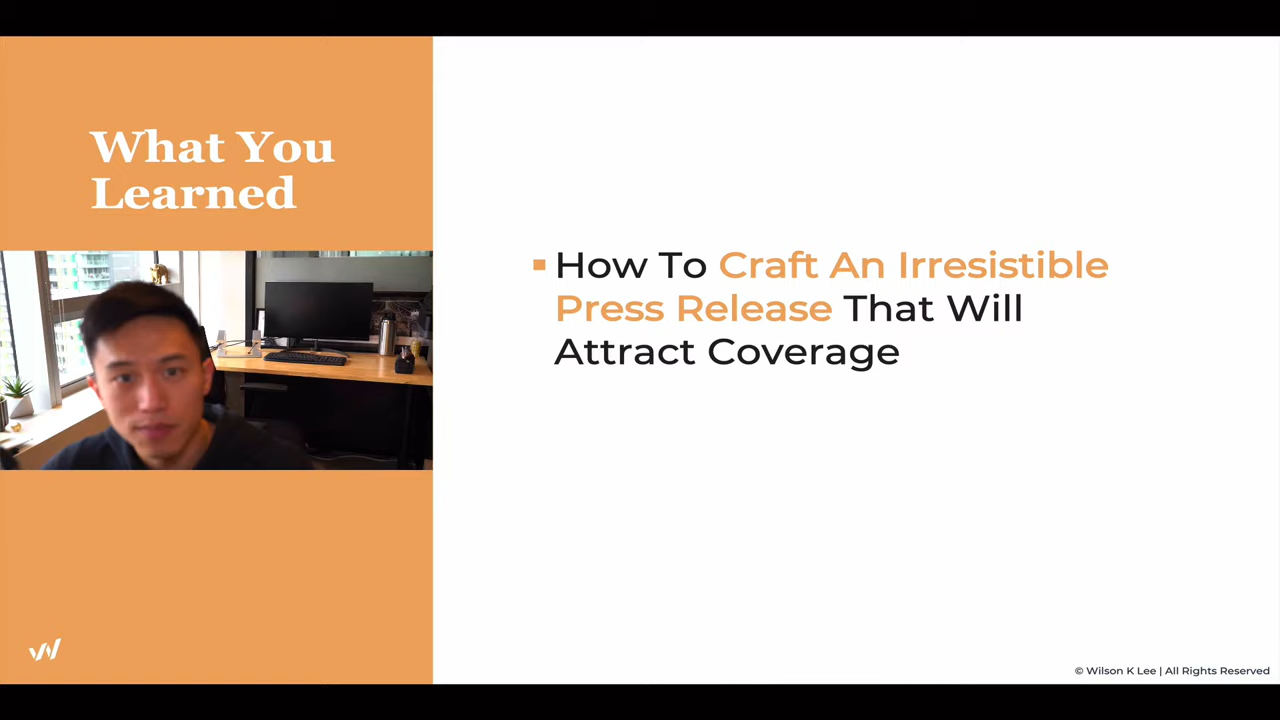 What You
Learned
How To Craft An Irresistible
Press Release That Will
Attract Coverage
© Wilson K Lee | All Rights Reserved